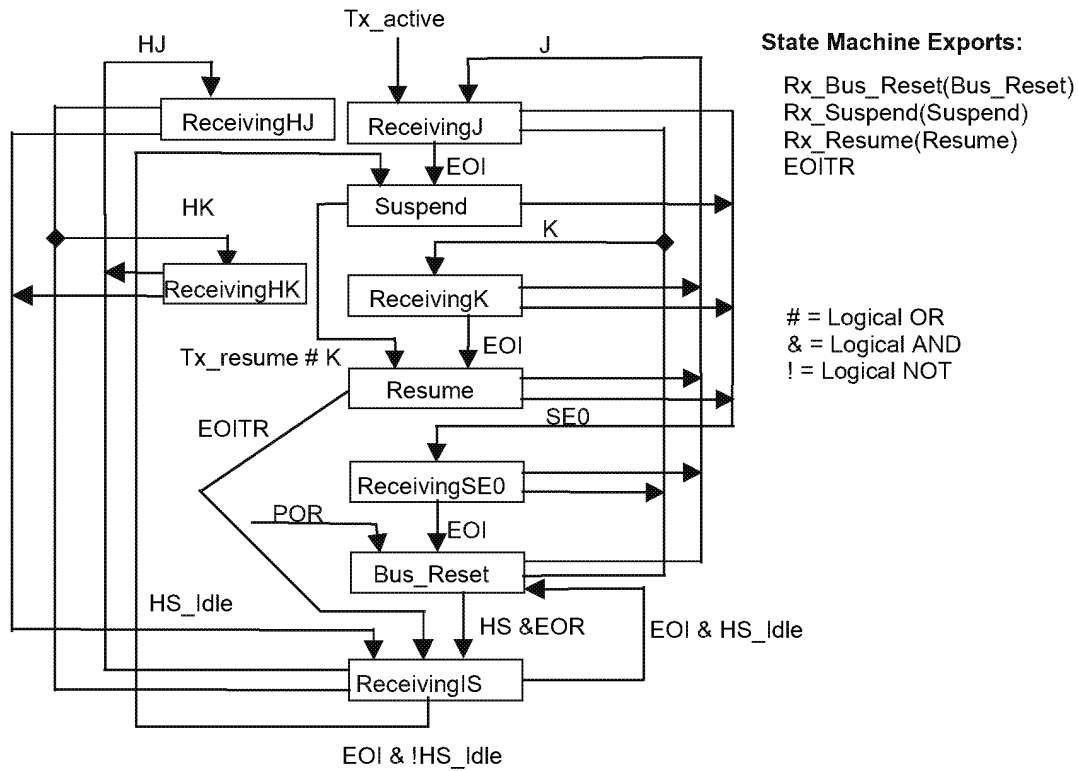 Tx_active
HJ
J
State Machine Exports:
Rx_Bus_Reset(Bus_Reset)
Rx_Suspend(Suspend)
Rx_Resume(Resume)
EOITR
ReceivingHJ
ReceivingJ
EOI
Suspend
HK
K
ReceivingHK
ReceivingK
# = Logical OR
& = Logical AND
! = Logical NOT
EOI
Tx_resume # K
Resume
EOITR
SE0
ReceivingSE0
POR
EOI
Bus_Reset
HS_Idle
HS &EOR
EOI & HS_Idle
ReceivingIS
EOI & !HS_Idle